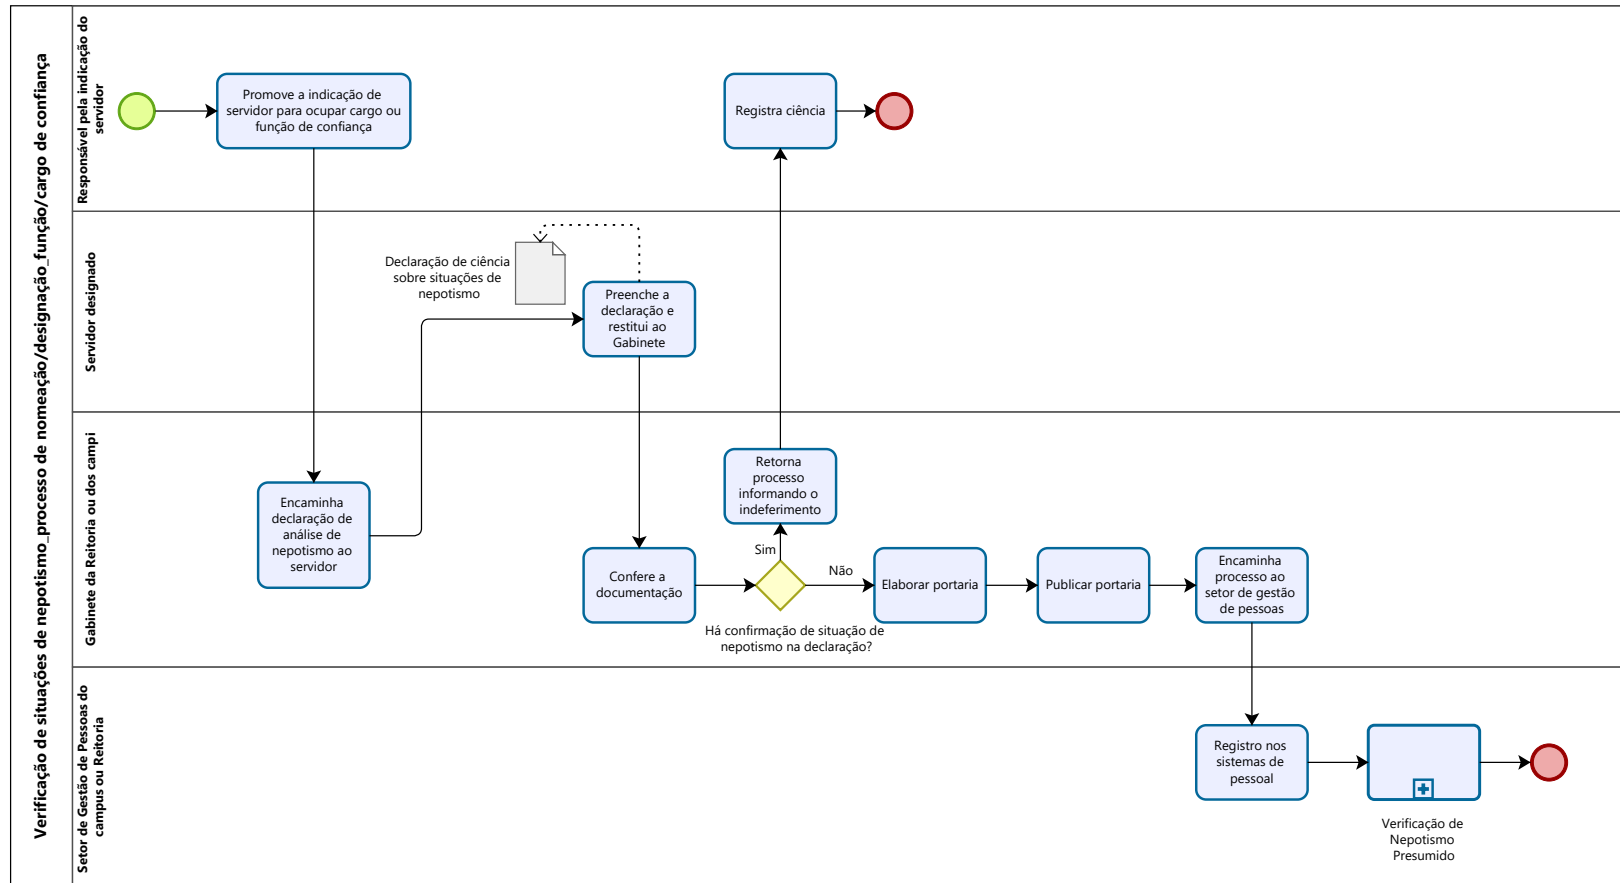 Verificação de situações de nepotismo_processo de nomeação/designação_função/cargo de confiança
Responsável pela indicação do
servidor
Promove a indicação de
servidor para ocupar cargo ou
função de confiança
Registra ciência
Servidor designado
Declaração de ciência
sobre situações de
nepotismo
Preenche a
declaração e
restitui ao
Gabinete
Gabinete da Reitoria ou dos campi
Encaminha
declaração de
análise de
nepotismo ao
servidor
Confere a
documentação
Retorna
processo
informando o
indeferimento
Sim
Não
Há confirmação de situação de
nepotismo na declaração?
Elaborar portaria
Publicar portaria
Encaminha
processo ao
setor de gestão
de pessoas
Setor de Gestão de Pessoas do
campus ou Reitoria
Registro nos
sistemas de
pessoal
Verificação de
Nepotismo
Presumido